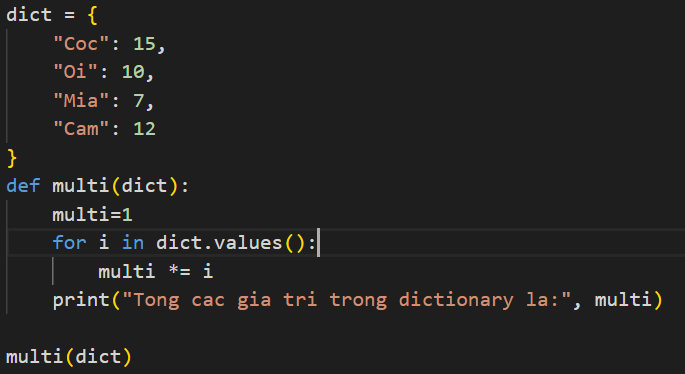 dict = {
    "Coc": 15,
    "Oi": 10,
    "Mia": 7,
    "Cam": 12
}
def multi(dict):
    multi=1
    for i in dict.values():
        multi *= i
    print("Tong cac gia tri trong dictionary la:", multi)

multi(dict)